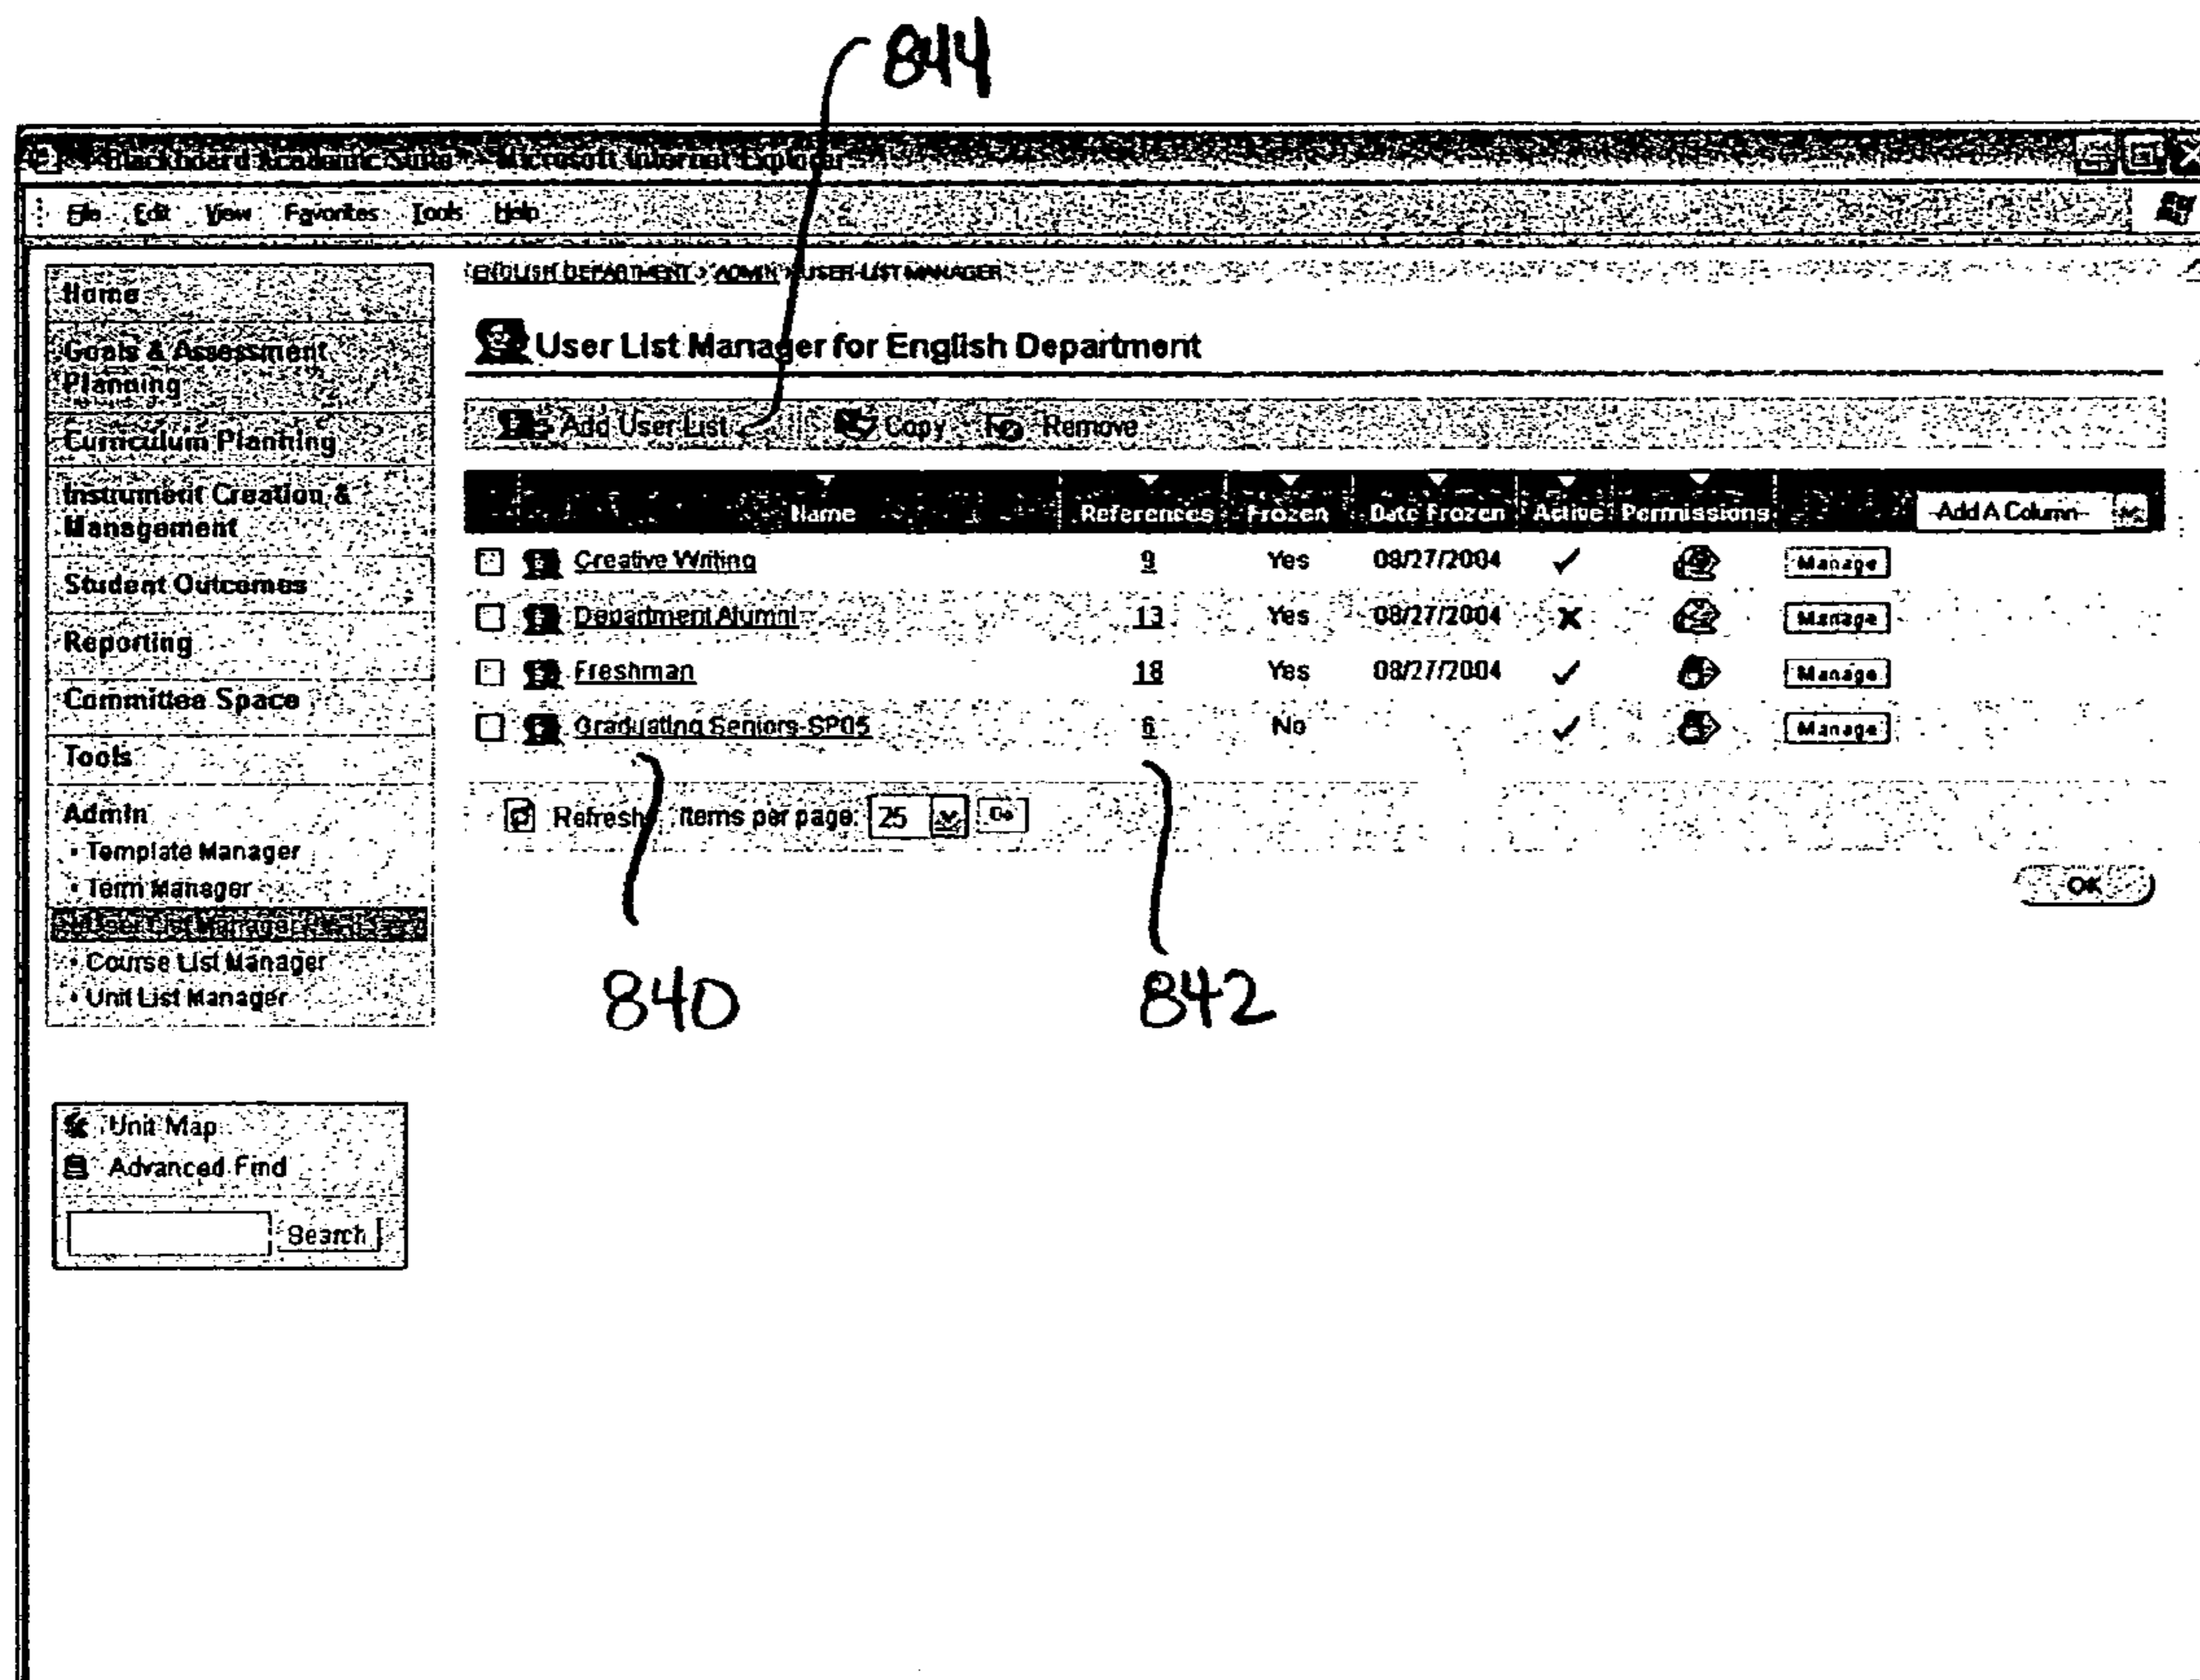 844
Blackboard Academic Suite - Microsoft Internet Explorer
File Edit View Favorites Tools Help
ENGLISH DEPARTMENT > ADMIN > USER LIST MANAGER
User List Manager for English Department
Add User List Copy Remove
Name References Frozen Date Frozen Active Permissions -Add A Column-
Creative Writing 9 Yes 08/27/2004 Manage
Department Alumni 13 Yes 08/27/2004 Manage
Freshman 18 Yes 08/27/2004 Manage
Graduating Seniors-SP05 6 No Manage
Refresh Items per page: 25 Go
OK
840 842
Home
Goals & Assessment
Planning
Curriculum Planning
Instrument Creation &
Management
Student Outcomes
Reporting
Committee Space
Tools
Admin
• Template Manager
• Term Manager
• User List Manager
• Course List Manager
• Unit List Manager
Unit Map
Advanced Find
Search